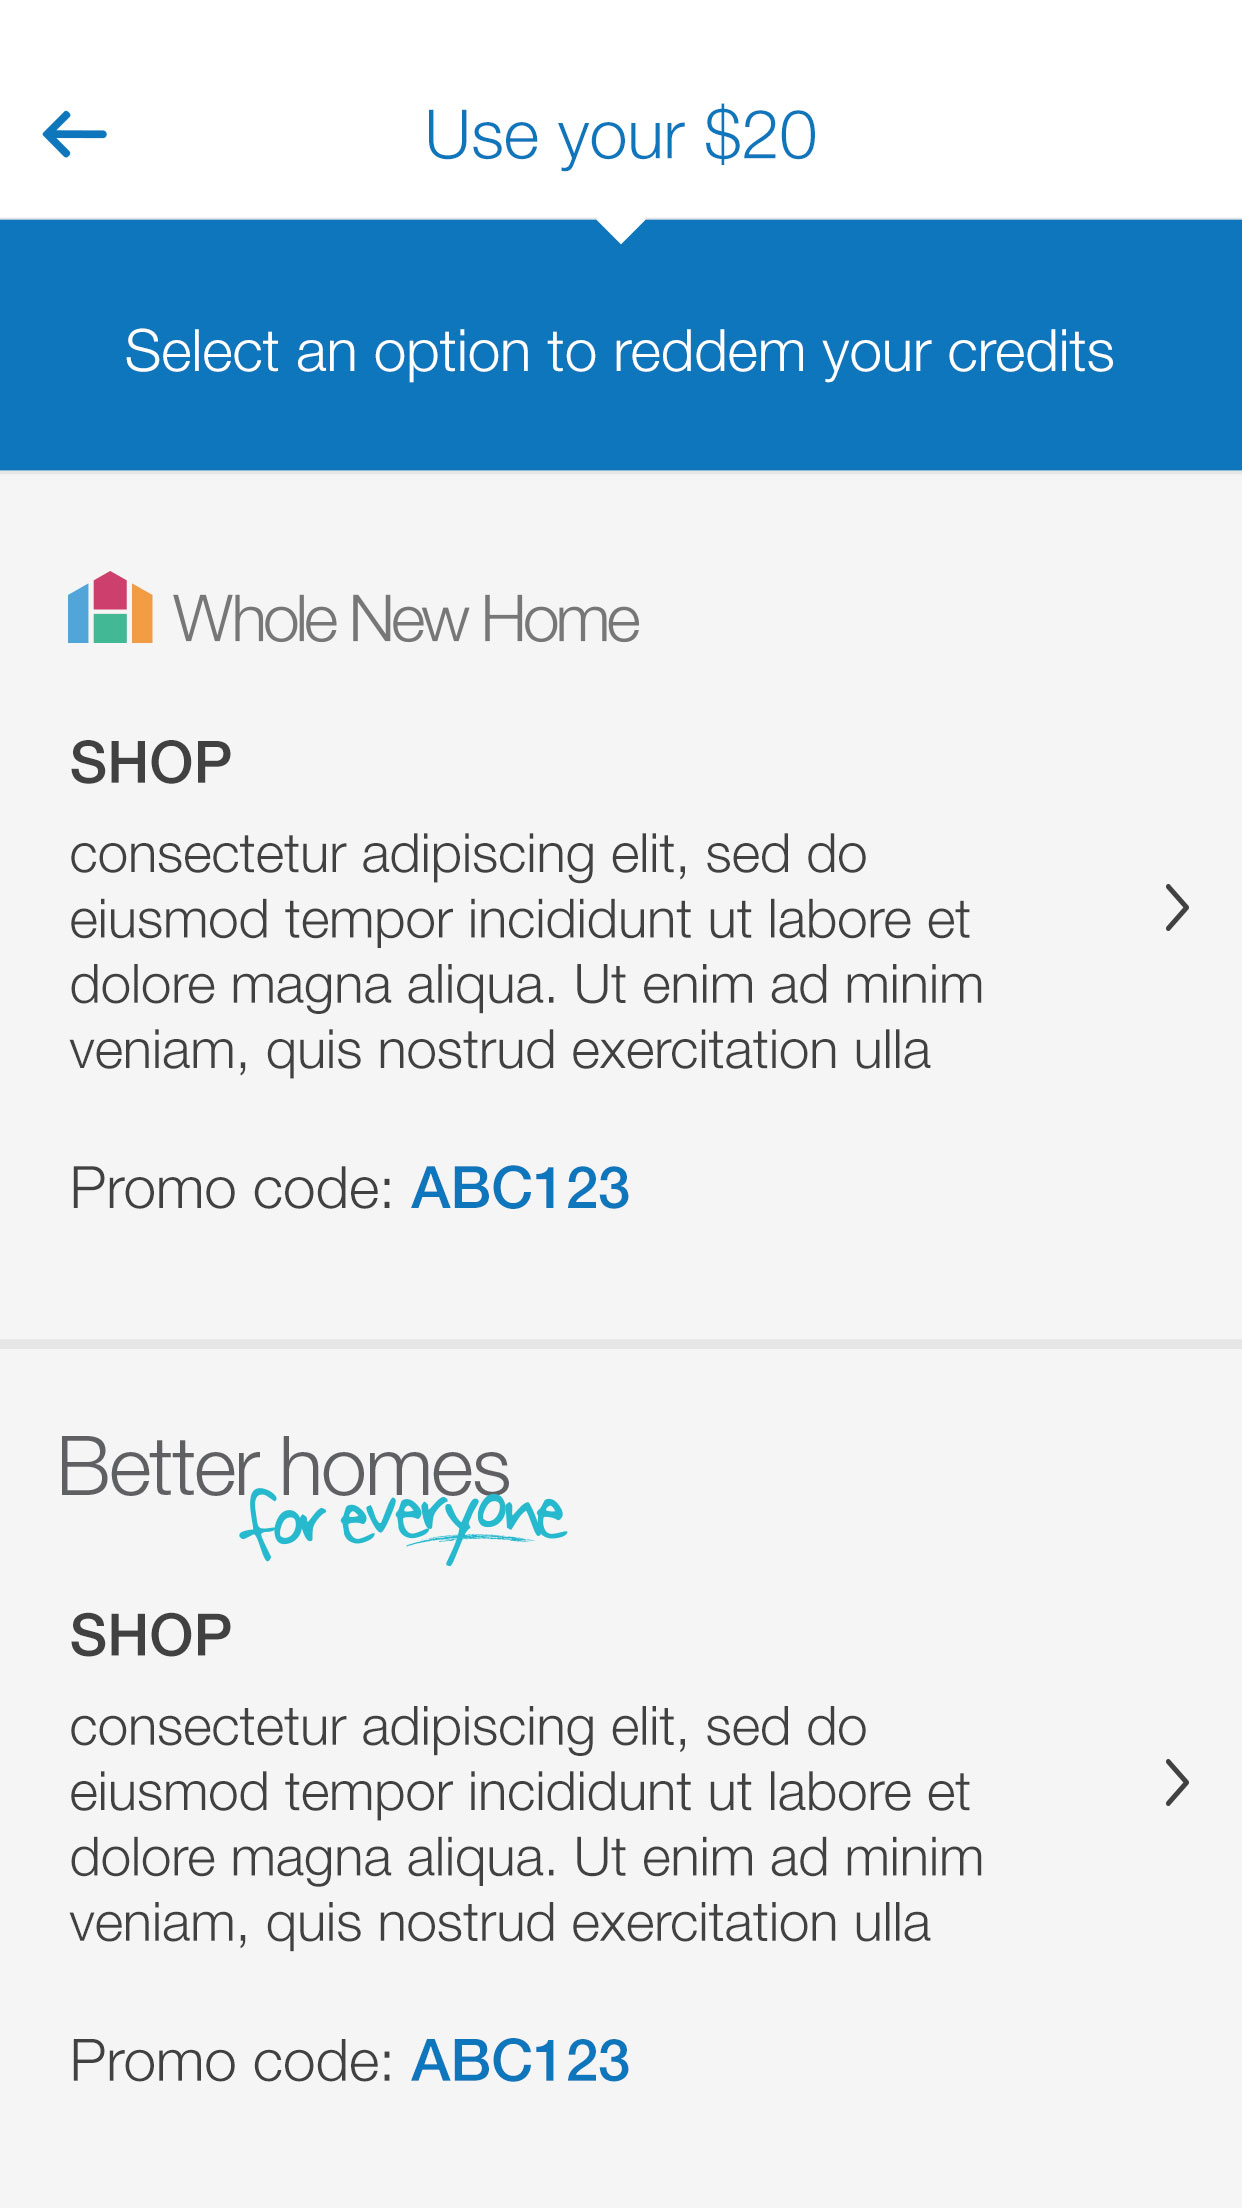 Use your $20
Select an option to reddem your credits
Whole New Home
SHOP
consectetur adipiscing elit, sed do
eiusmod tempor incididunt ut labore et
dolore magna aliqua. Ut enim ad minim
veniam, quis nostrud exercitation ulla
Promo code: ABC123
Better homes
for everyone
SHOP
consectetur adipiscing elit, sed do
eiusmod tempor incididunt ut labore et
dolore magna aliqua. Ut enim ad minim
veniam, quis nostrud exercitation ulla
Promo code: ABC123